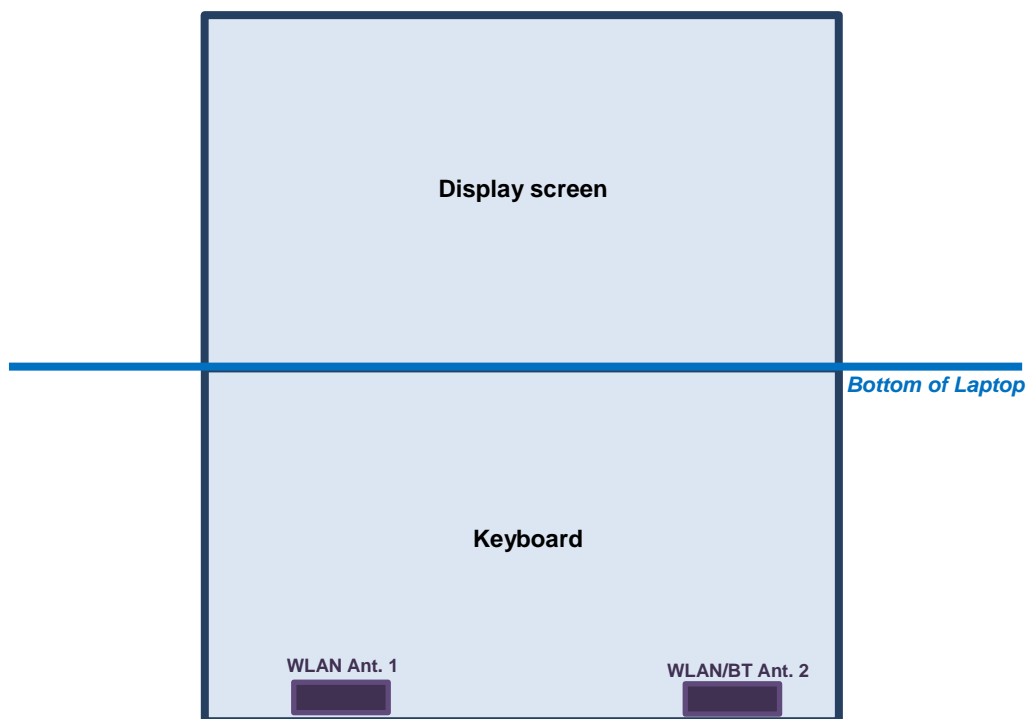 Display screen
Bottom of Laptop
Keyboard
WLAN Ant. 1
WLAN/BT Ant. 2